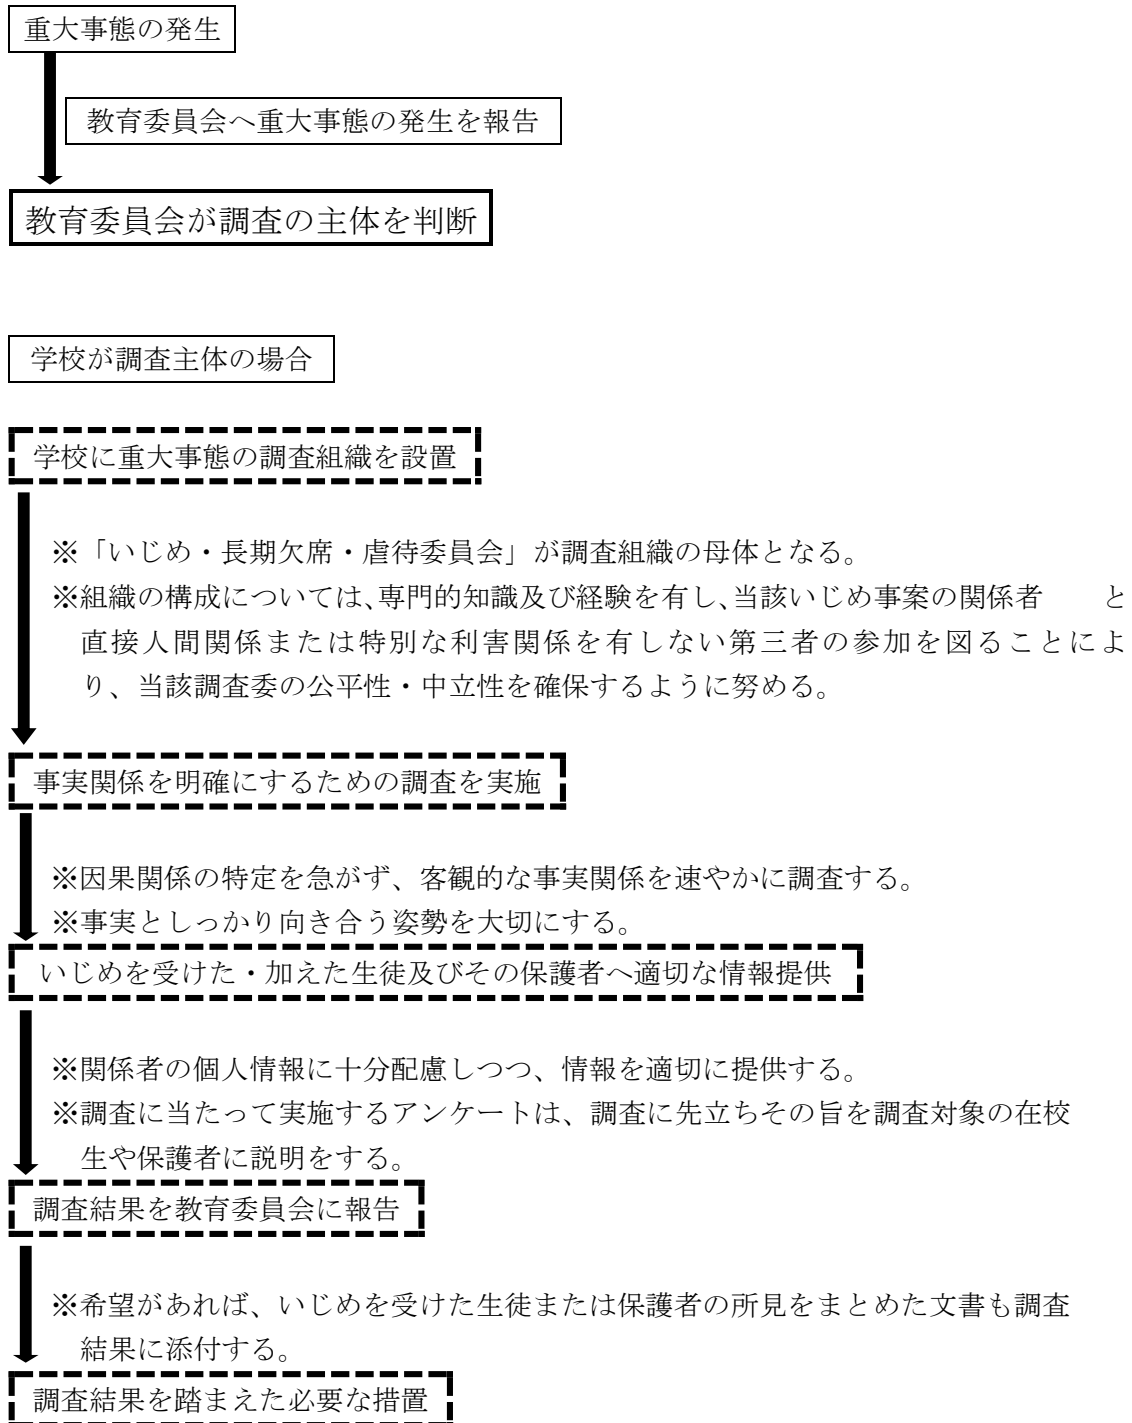 重大事態の発生
教育委員会へ重大事態の発生を報告
教育委員会が調査の主体を判断
学校が調査主体の場合
学校に重大事態の調査組織を設置
※「いじめ・長期欠席・虐待委員会」が調査組織の母体となる。
※組織の構成については、専門的知識及び経験を有し、当該いじめ事案の関係者　　と
直接人間関係または特別な利害関係を有しない第三者の参加を図ることによ
り、当該調査委の公平性・中立性を確保するように努める。
事実関係を明確にするための調査を実施
※因果関係の特定を急がず、客観的な事実関係を速やかに調査する。
※事実としっかり向き合う姿勢を大切にする。
いじめを受けた・加えた生徒及びその保護者へ適切な情報提供
※関係者の個人情報に十分配慮しつつ、情報を適切に提供する。
※調査に当たって実施するアンケートは、調査に先立ちその旨を調査対象の在校
生や保護者に説明をする。
調査結果を教育委員会に報告
※希望があれば、いじめを受けた生徒または保護者の所見をまとめた文書も調査
結果に添付する。
調査結果を踏まえた必要な措置